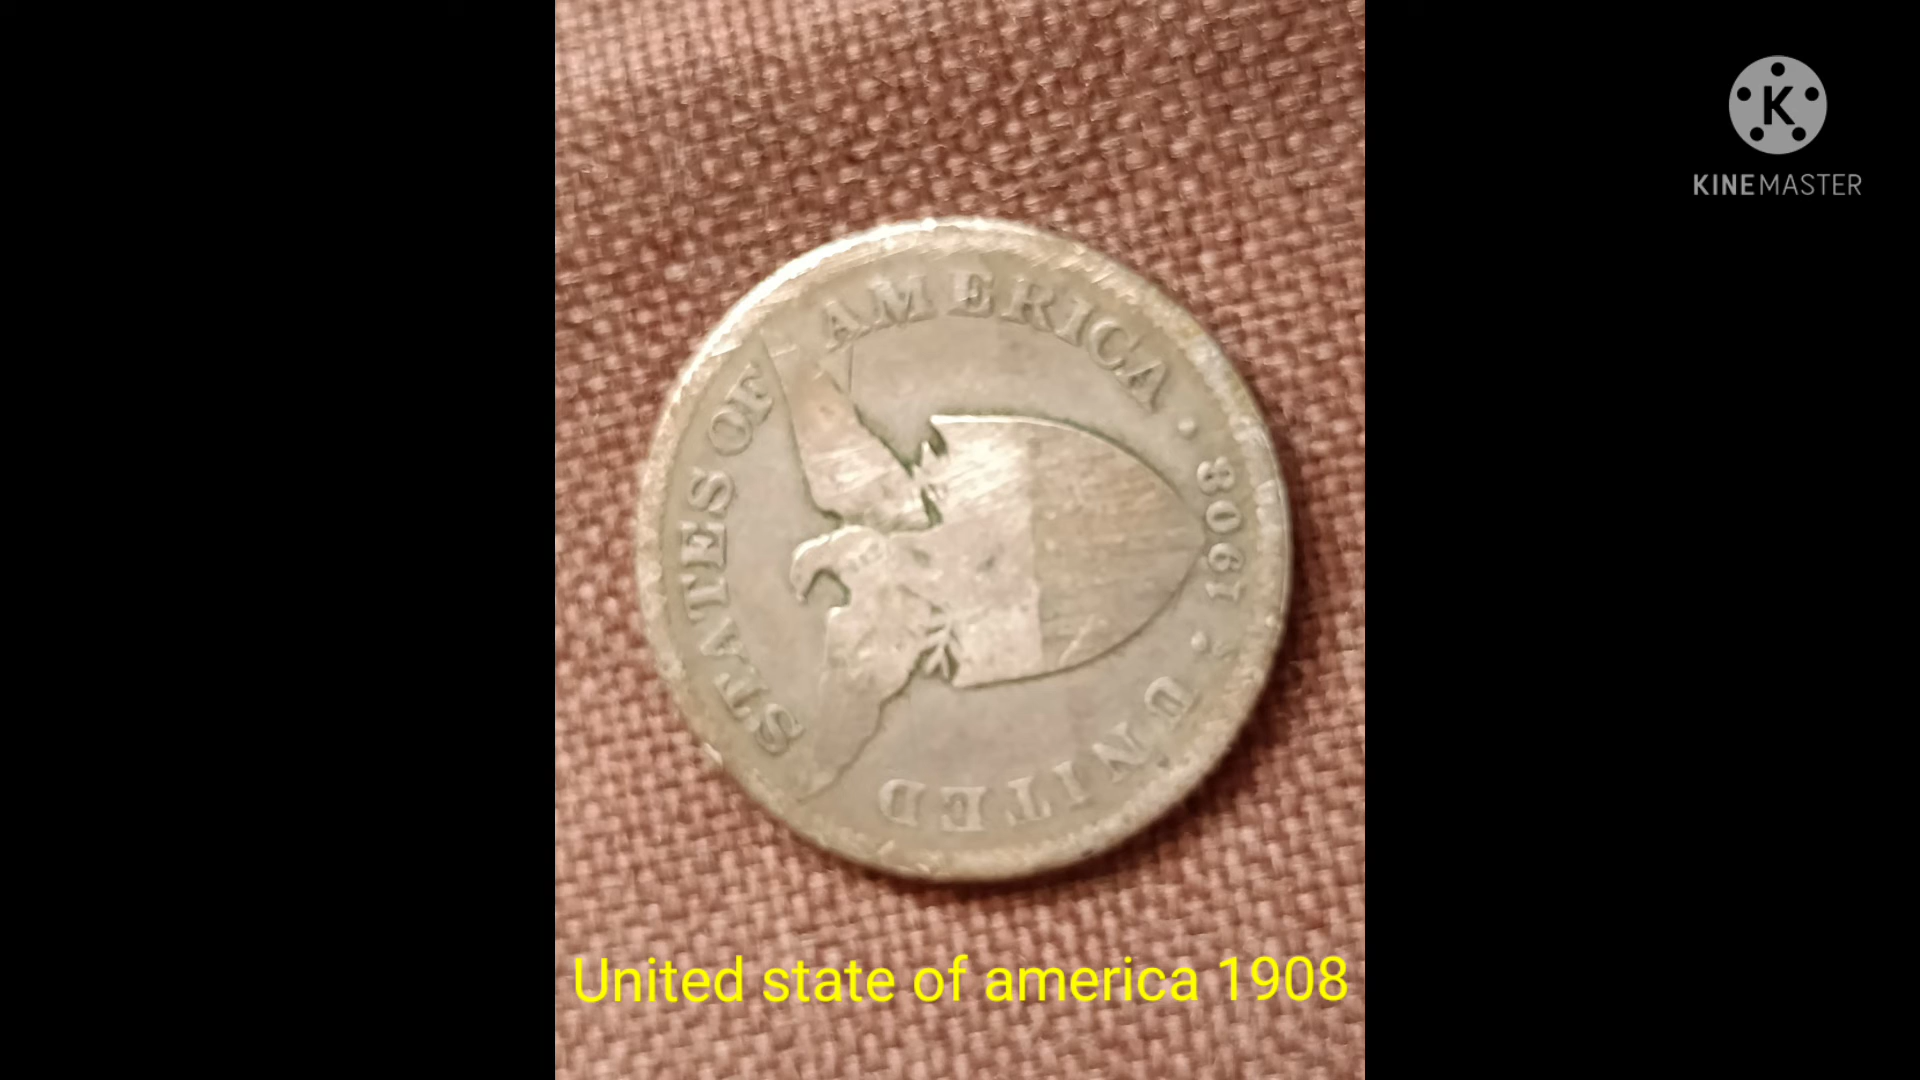 UNITED STATES OF AMERICA · 1908 ·
K
KINEMASTER
United state of america 1908